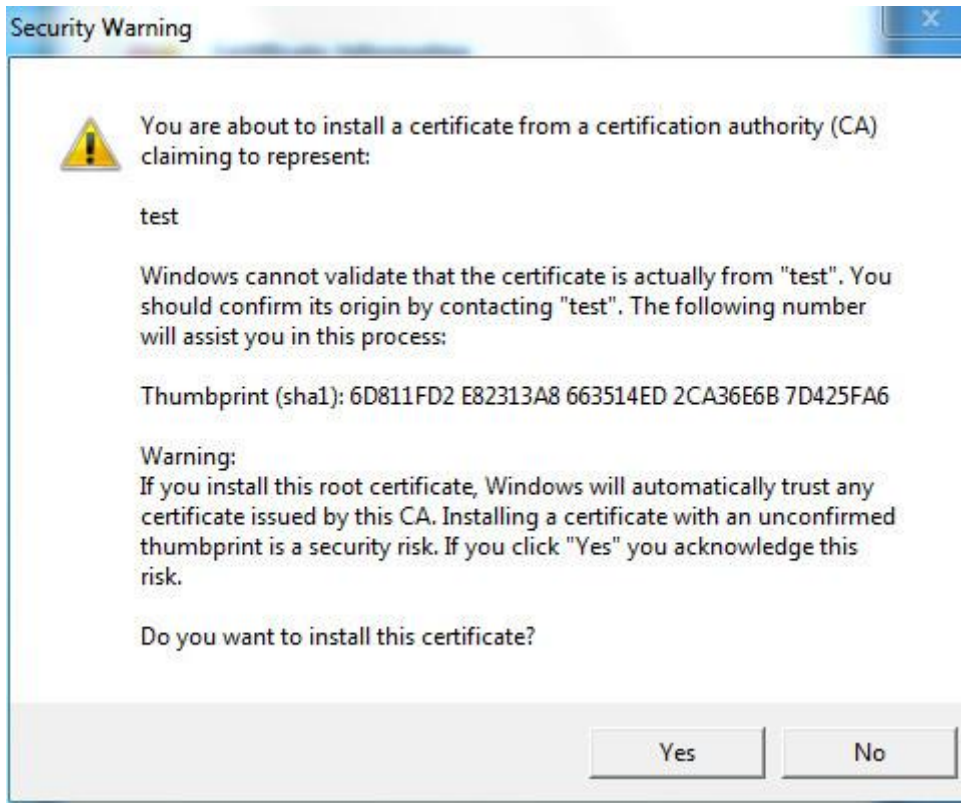 Security Warning
You are about to install a certificate from a certification authority (CA)
claiming to represent:
test
Windows cannot validate that the certificate is actually from "test". You
should confirm its origin by contacting "test". The following number
will assist you in this process:
Thumbprint (sha1): 6D811FD2 E82313A8 663514ED 2CA36E6B 7D425FA6
Warning:
If you install this root certificate, Windows will automatically trust any
certificate issued by this CA. Installing a certificate with an unconfirmed
thumbprint is a security risk. If you click "Yes" you acknowledge this
risk.
Do you want to install this certificate?
Yes No